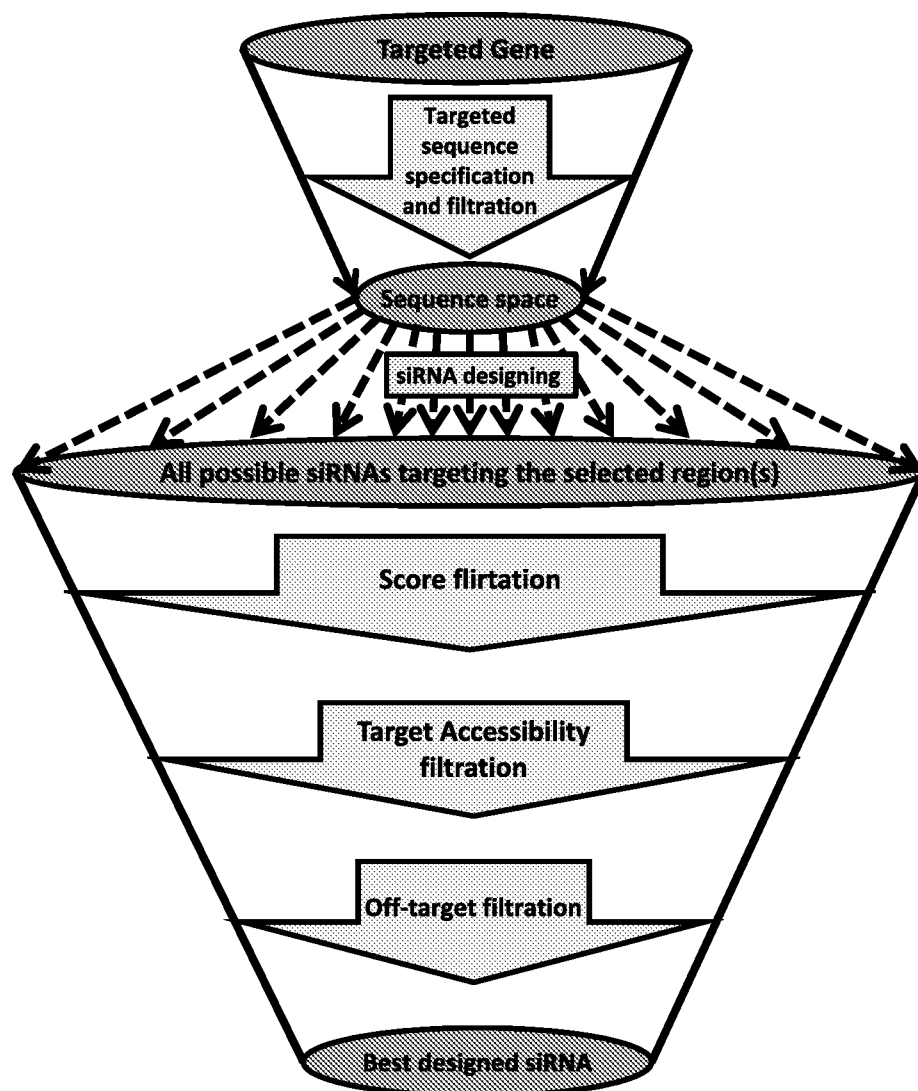 Targeted Gene
Targeted
sequence
specification
and filtration
Sequence space
siRNA designing
All possible siRNAs targeting the selected region(s)
Score flirtation
Target Accessibility
filtration
Off-target filtration
Best designed siRNA